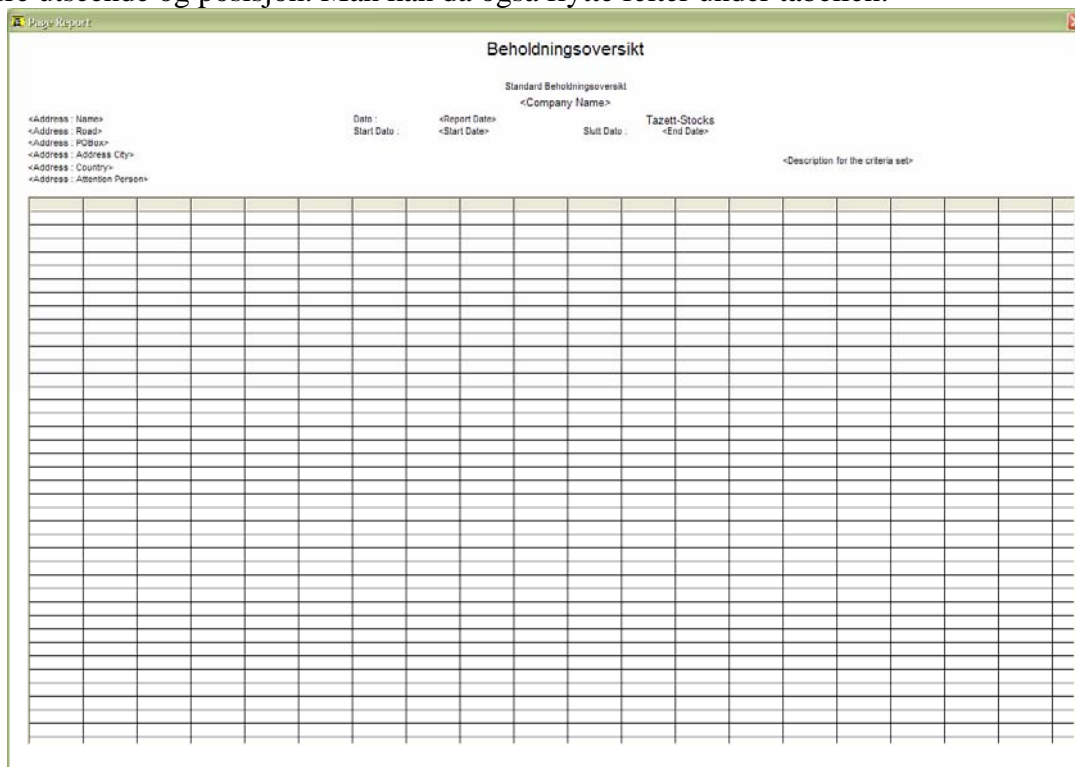 utseende og posisjon. Man kan da også flytte felter under tabellen.
Page Report
Beholdningsoversikt
Standard Beholdningsoversikt
<Company Name>
<Address : Name> Dato : <Report Date> Tazett-Stocks
<Address : Road> Start Dato : <Start Date> Slutt Dato : <End Date>
<Address : POBox>
<Address : Address City>
<Description for the criteria set>
<Address : Country>
<Address : Attention Person>